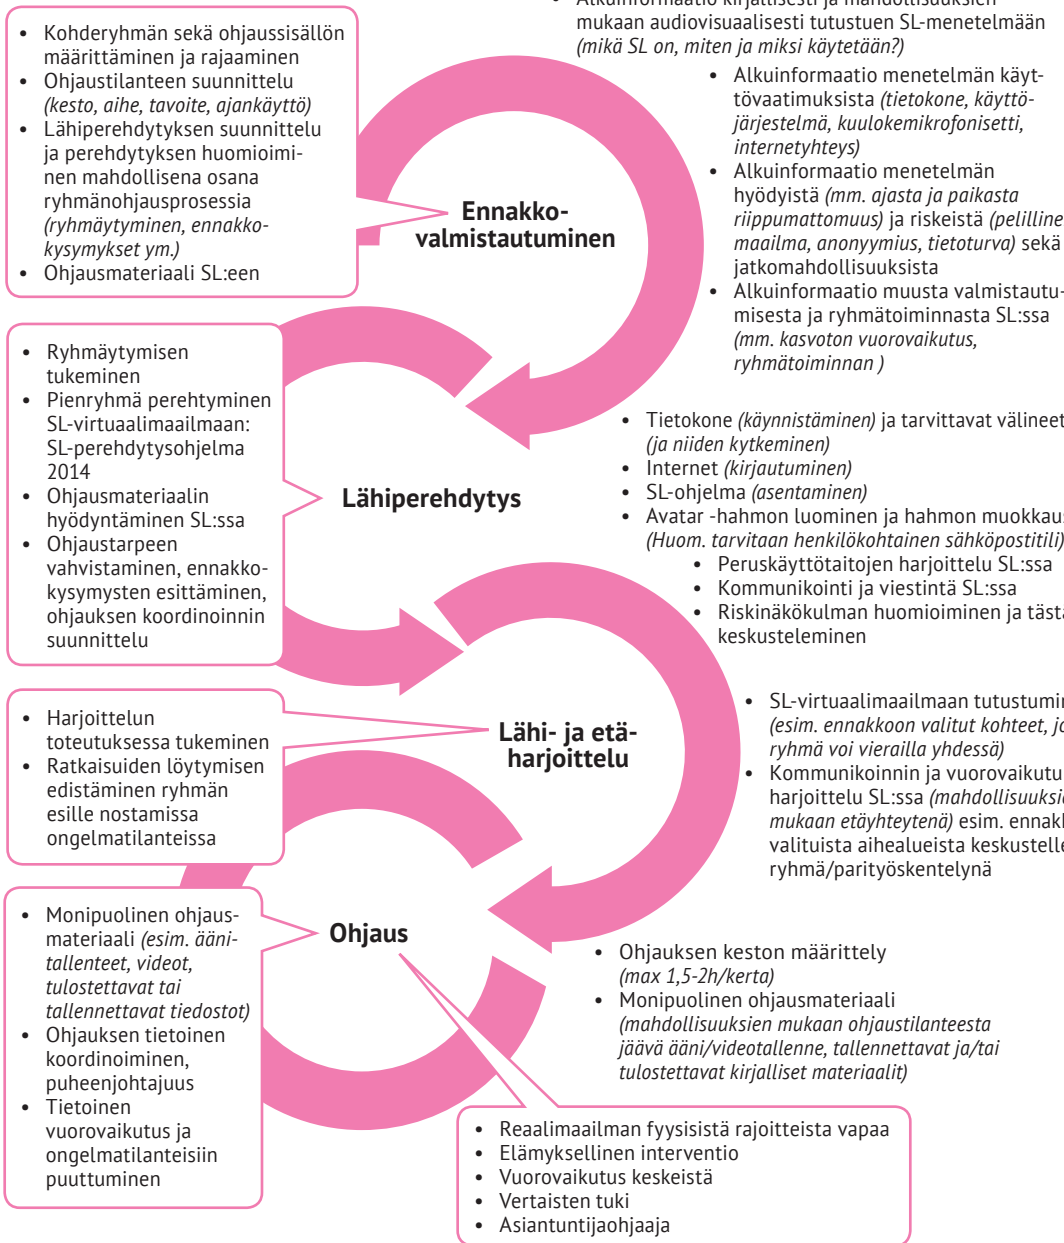 • Alkuinformaatio kirjallisesti ja mahdollisuuksien
mukaan audiovisuaalisesti tutustuen SL-menetelmään
(mikä SL on, miten ja miksi käytetään?)
• Kohderyhmän sekä ohjaussisällön
määrittäminen ja rajaaminen
• Ohjaustilanteen suunnittelu
(kesto, aihe, tavoite, ajankäyttö)
• Lähiperehdytyksen suunnittelu
ja perehdytyksen huomioimi-
nen mahdollisena osana
ryhmänohjausprosessia
(ryhmäytyminen, ennakko-
kysymykset ym.)
• Ohjausmateriaali SL:een
Ennakko-
valmistautuminen
• Alkuinformaatio menetelmän käyt-
tövaatimuksista (tietokone, käyttö-
järjestelmä, kuulokemikrofonisetti,
internetyhteys)
• Alkuinformaatio menetelmän
hyödyistä (mm. ajasta ja paikasta
riippumattomuus) ja riskeistä (pelilline
maailma, anonyymius, tietoturva) sekä
jatkomahdollisuuksista
• Alkuinformaatio muusta valmistautu-
misesta ja ryhmätoiminnasta SL:ssa
(mm. kasvoton vuorovaikutus,
ryhmätoiminnan )
• Ryhmäytymisen
tukeminen
• Pienryhmä perehtyminen
SL-virtuaalimaailmaan:
SL-perehdytysohjelma
2014
• Ohjausmateriaalin
hyödyntäminen SL:ssa
• Ohjaustarpeen
vahvistaminen, ennakko-
kysymysten esittäminen,
ohjauksen koordinoinnin
suunnittelu
Lähiperehdytys
• Tietokone (käynnistäminen) ja tarvittavat välineet
(ja niiden kytkeminen)
• Internet (kirjautuminen)
• SL-ohjelma (asentaminen)
• Avatar -hahmon luominen ja hahmon muokkaus
(Huom. tarvitaan henkilökohtainen sähköpostitili)
• Peruskäyttötaitojen harjoittelu SL:ssa
• Kommunikointi ja viestintä SL:ssa
• Riskinäkökulman huomioiminen ja tästä
keskusteleminen
• Harjoittelun
toteutuksessa tukeminen
• Ratkaisuiden löytymisen
edistäminen ryhmän
esille nostamissa
ongelmatilanteissa
Lähi- ja etä-
harjoittelu
• SL-virtuaalimaailmaan tutustumin
(esim. ennakkoon valitut kohteet, jo
ryhmä voi vierailla yhdessä)
• Kommunikoinnin ja vuorovaikutu
harjoittelu SL:ssa (mahdollisuuksie
mukaan etäyhteytenä) esim. ennakk
valituista aihealueista keskustelle
ryhmä/parityöskentelynä
• Monipuolinen ohjaus-
materiaali (esim. ääni-
tallenteet, videot,
tulostettavat tai
tallennettavat tiedostot)
• Ohjauksen tietoinen
koordinoiminen,
puheenjohtajuus
• Tietoinen
vuorovaikutus ja
ongelmatilanteisiin
puuttuminen
Ohjaus
• Ohjauksen keston määrittely
(max 1,5-2h/kerta)
• Monipuolinen ohjausmateriaali
(mahdollisuuksien mukaan ohjaustilanteesta
jäävä ääni/videotallenne, tallennettavat ja/tai
tulostettavat kirjalliset materiaalit)
• Reaalimaailman fyysisistä rajoitteista vapaa
• Elämyksellinen interventio
• Vuorovaikutus keskeistä
• Vertaisten tuki
• Asiantuntijaohjaaja